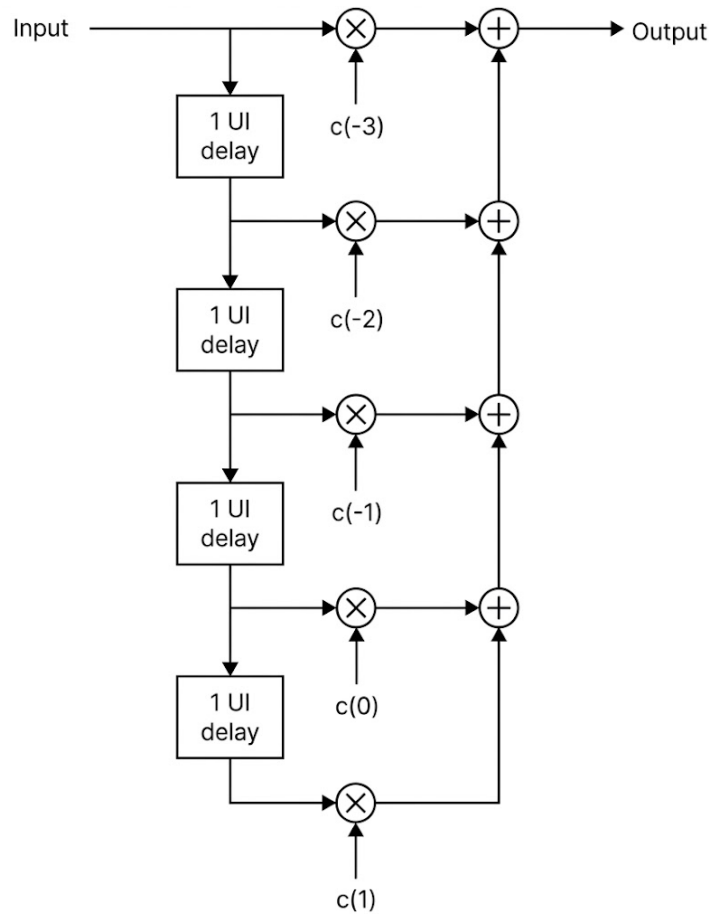 Input
Output
c(-3)
1 UI
delay
c(-2)
1 UI
delay
c(-1)
1 UI
delay
c(0)
1 UI
delay
c(1)